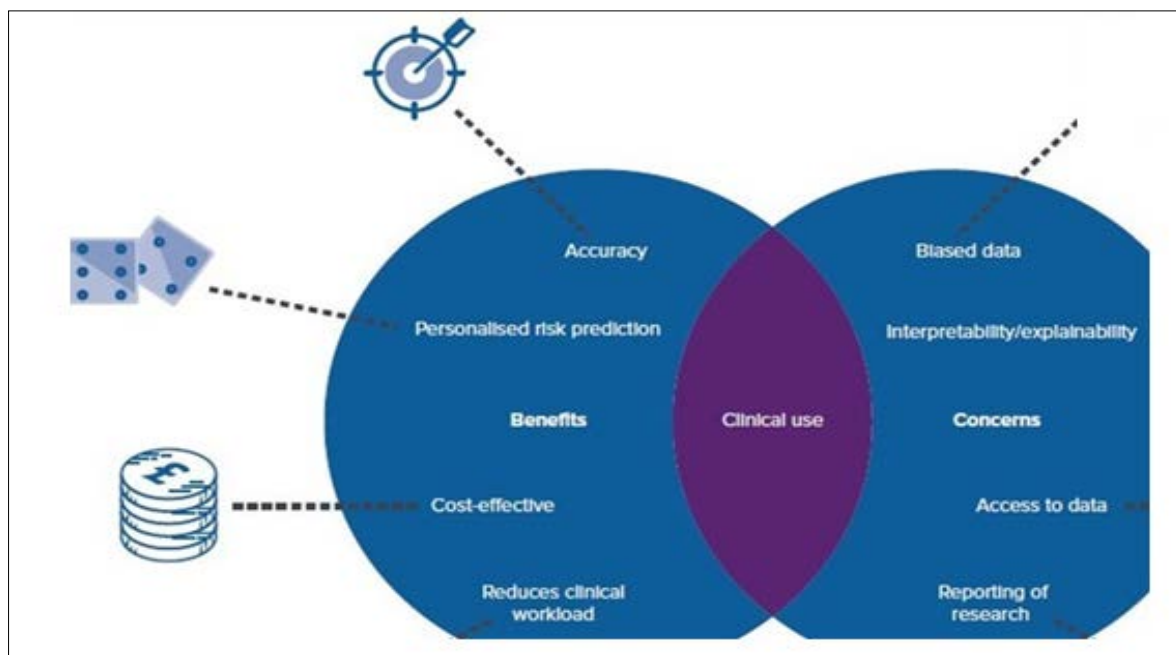 Accuracy
Personalised risk prediction
Benefits
Cost-effective
Reduces clinical
workload
Clinical use
Biased data
Interpretability/explainability
Concerns
Access to data
Reporting of
research
£